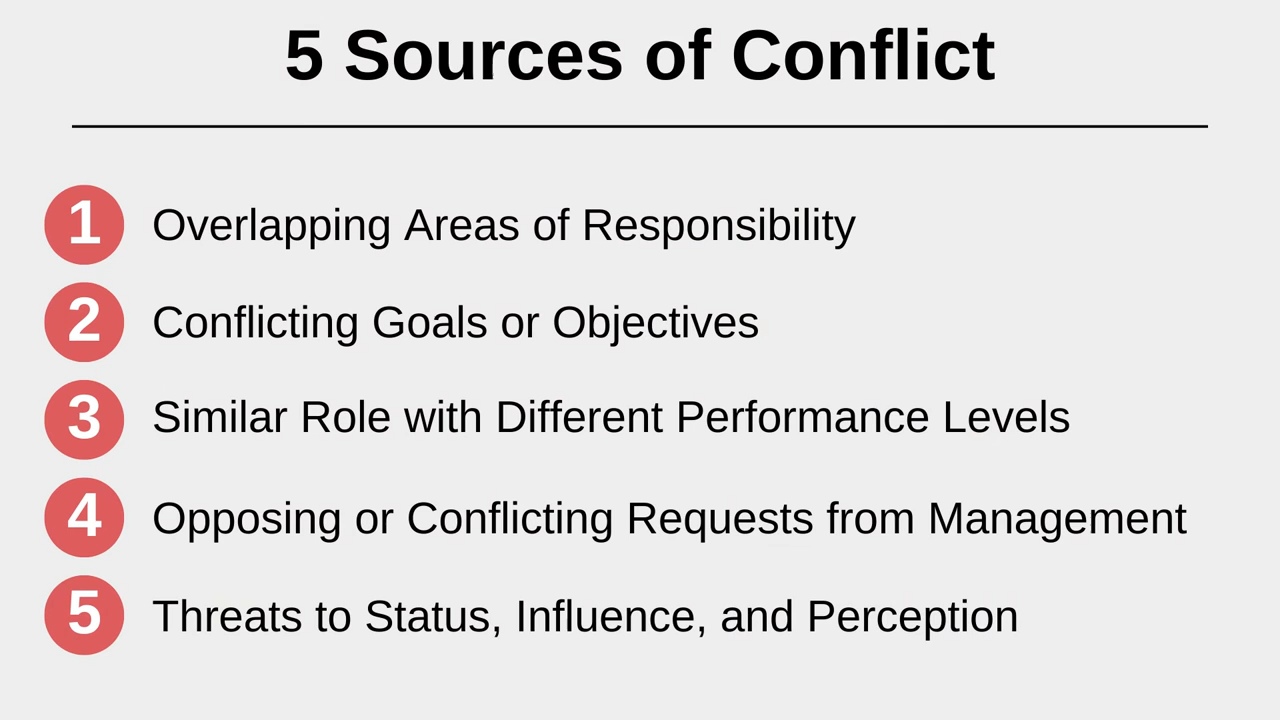 5 Sources of Conflict
1 Overlapping Areas of Responsibility
2 Conflicting Goals or Objectives
3 Similar Role with Different Performance Levels
4 Opposing or Conflicting Requests from Management
5 Threats to Status, Influence, and Perception